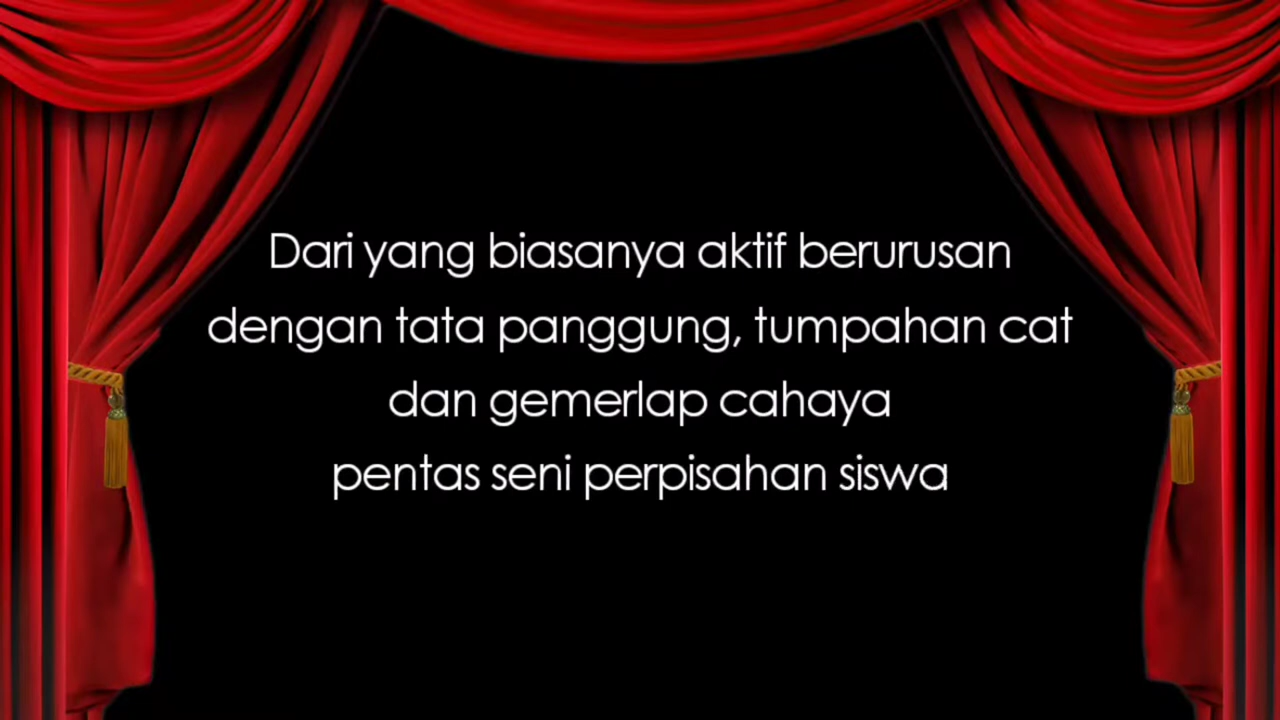 Dari yang biasanya aktif berurusan
dengan tata panggung, tumpahan cat
dan gemerlap cahaya
pentas seni perpisahan siswa